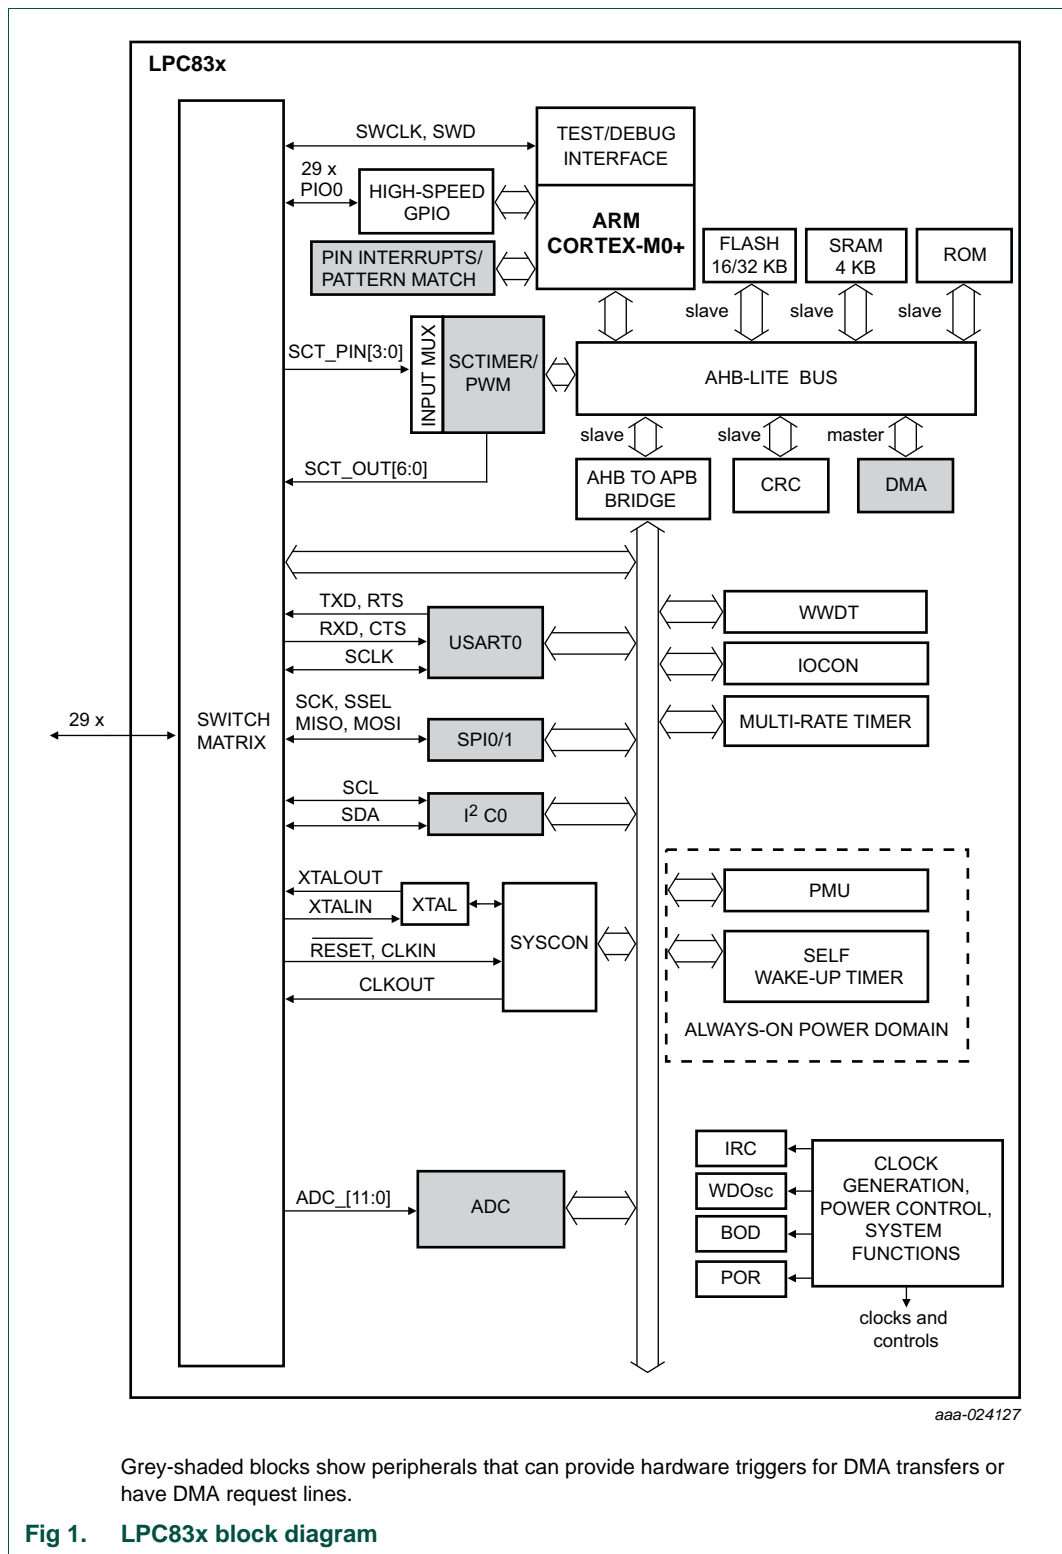 LPC83x
SWCLK, SWD
TEST/DEBUG
INTERFACE
29 x
PIO0
HIGH-SPEED
GPIO
ARM
CORTEX-M0+
PIN INTERRUPTS/
PATTERN MATCH
FLASH
16/32 KB
SRAM
4 KB
ROM
slave
slave
slave
SCT_PIN[3:0]
INPUT MUX
SCTIMER/
PWM
AHB-LITE BUS
slave
slave
master
SCT_OUT[6:0]
AHB TO APB
BRIDGE
CRC
DMA
TXD, RTS
RXD, CTS
SCLK
USART0
WWDT
IOCON
29 x
SWITCH
MATRIX
SCK, SSEL
MISO, MOSI
SPI0/1
MULTI-RATE TIMER
SCL
SDA
I2 C0
XTALOUT
XTALIN
XTAL
RESET, CLKIN
CLKOUT
SYSCON
PMU
SELF
WAKE-UP TIMER
ALWAYS-ON POWER DOMAIN
ADC_[11:0]
ADC
IRC
WDOsc
BOD
POR
CLOCK
GENERATION,
POWER CONTROL,
SYSTEM
FUNCTIONS
clocks and
controls
aaa-024127
Grey-shaded blocks show peripherals that can provide hardware triggers for DMA transfers or
have DMA request lines.
Fig 1. LPC83x block diagram